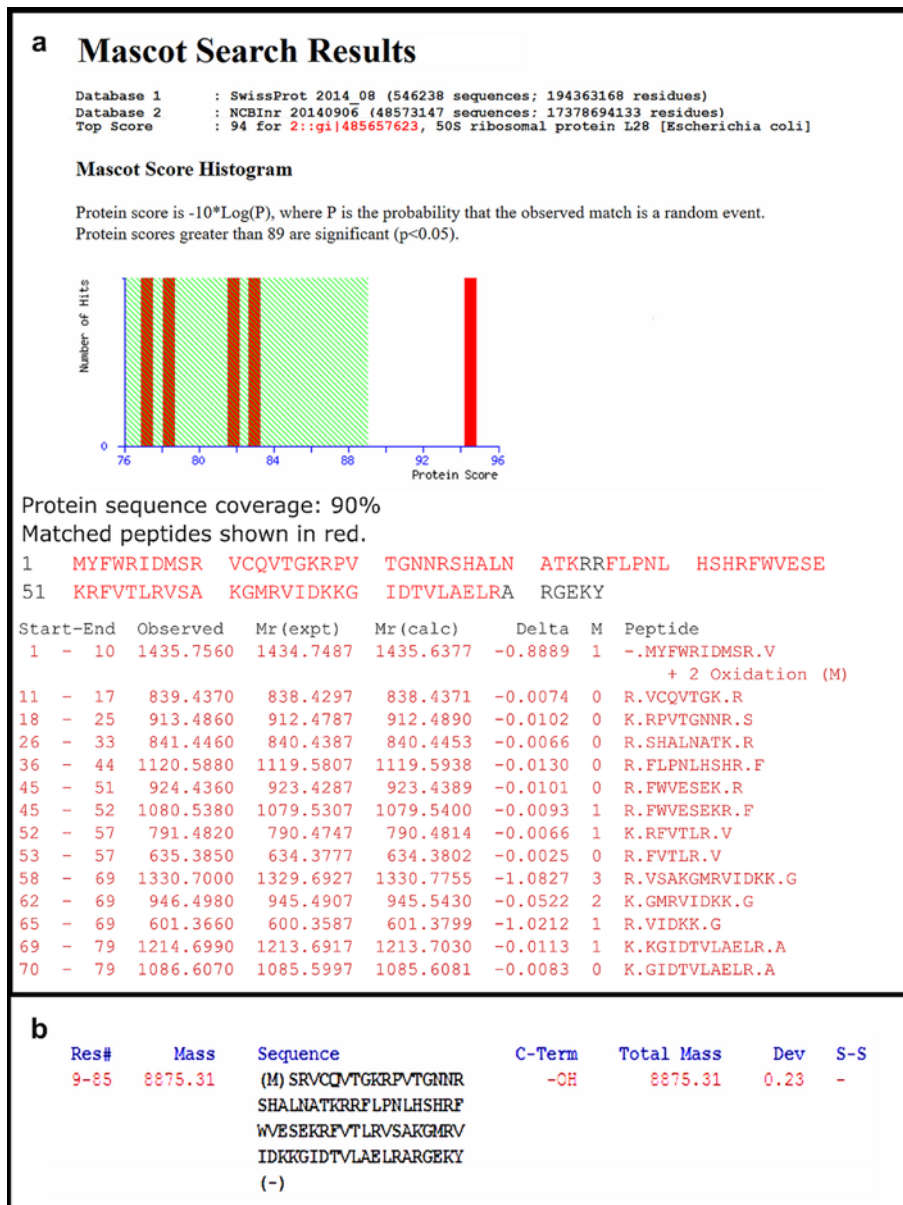 a
Mascot Search Results
Database 1 : SwissProt 2014_08 (546238 sequences; 194363168 residues)
Database 2 : NCBInr 20140906 (48573147 sequences; 17378694133 residues)
Top Score : 94 for 2::gi|485657623, 50S ribosomal protein L28 [Escherichia coli]
Mascot Score Histogram
Protein score is -10*Log(P), where P is the probability that the observed match is a random event.
Protein scores greater than 89 are significant (p<0.05).
Number of Hits
0
76 80 84 88 92 96
Protein Score
Protein sequence coverage: 90%
Matched peptides shown in red.
1 MYFWRIDMSR VCQVTGKRPV TGNNRSHALN ATKRRFLPNL HSHRFWVESE
51 KRFVTLRVSA KGMRVIDKKG IDTVLAELRA RGEKY
Start-End Observed Mr(expt) Mr(calc) Delta M Peptide
1 - 10 1435.7560 1434.7487 1435.6377 -0.8889 1 -.MYFWRIDMSR.V
+ 2 Oxidation (M)
11 - 17 839.4370 838.4297 838.4371 -0.0074 0 R.VCQVTGK.R
18 - 25 913.4860 912.4787 912.4890 -0.0102 0 K.RPVTGNNR.S
26 - 33 841.4460 840.4387 840.4453 -0.0066 0 R.SHALNATK.R
36 - 44 1120.5880 1119.5807 1119.5938 -0.0130 0 R.FLPNLHSHR.F
45 - 51 924.4360 923.4287 923.4389 -0.0101 0 R.FWVESEK.R
45 - 52 1080.5380 1079.5307 1079.5400 -0.0093 1 R.FWVESEKR.F
52 - 57 791.4820 790.4747 790.4814 -0.0066 1 K.RFVTLR.V
53 - 57 635.3850 634.3777 634.3802 -0.0025 0 R.FVTLR.V
58 - 69 1330.7000 1329.6927 1330.7755 -1.0827 3 R.VSAKGMRVIDKK.G
62 - 69 946.4980 945.4907 945.5430 -0.0522 2 K.GMRVIDKK.G
65 - 69 601.3660 600.3587 601.3799 -1.0212 1 R.VIDKK.G
69 - 79 1214.6990 1213.6917 1213.7030 -0.0113 1 K.KGIDTVLAELR.A
70 - 79 1086.6070 1085.5997 1085.6081 -0.0083 0 K.GIDTVLAELR.A
b
Res# Mass Sequence C-Term Total Mass Dev S-S
9-85 8875.31 (M)SRVCQVTGKRPVTGNNR -OH 8875.31 0.23 -
SHALNATKRRFLPNLHSHRF
WVESEKRFVTLRVSAKGMRV
IDKKGIDTVLAELRARGEKY
(-)